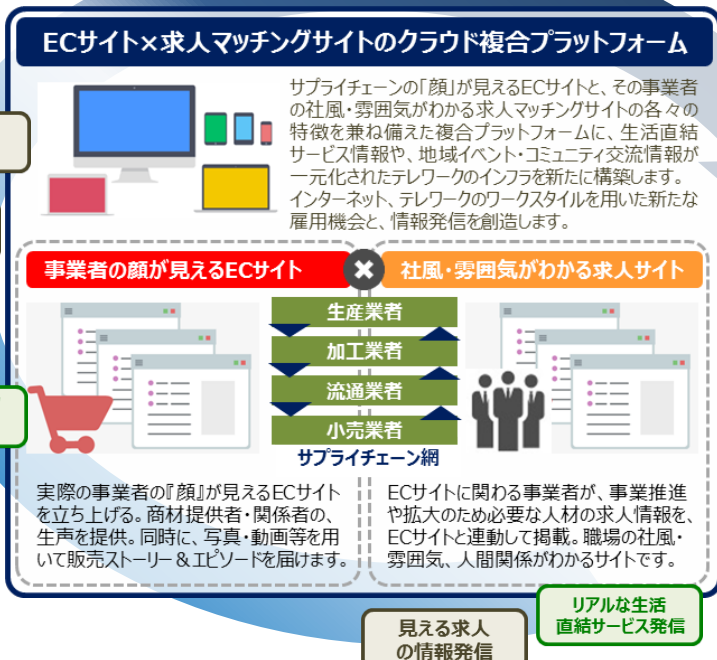 ECサイト×求人マッチングサイトのクラウド複合プラットフォーム
サプライチェーンの「顔」が見えるECサイトと、その事業者
の社風・雰囲気がわかる求人マッチングサイトの各々の
特徴を兼ね備えた複合プラットフォームに、生活直結
サービス情報や、地域イベント・コミュニティ交流情報が
一元化されたテレワークのインフラを新たに構築します。
インターネット、テレワークのワークスタイルを用いた新たな
雇用機会と、情報発信を創造します。
事業者の顔が見えるECサイト
社風・雰囲気がわかる求人サイト
生産業者
加工業者
流通業者
小売業者
サプライチェーン網
実際の事業者の『顔』が見えるECサイト
を立ち上げる。商材提供者・関係者の、
生声を提供。同時に、写真・動画等を用
いて販売ストーリー&エピソードを届けます。
ECサイトに関わる事業者が、事業推進
や拡大のため必要な人材の求人情報を、
ECサイトと連動して掲載。職場の社風・
雰囲気、人間関係がわかるサイトです。
リアルな生活
直結サービス発信
見える求人
の情報発信